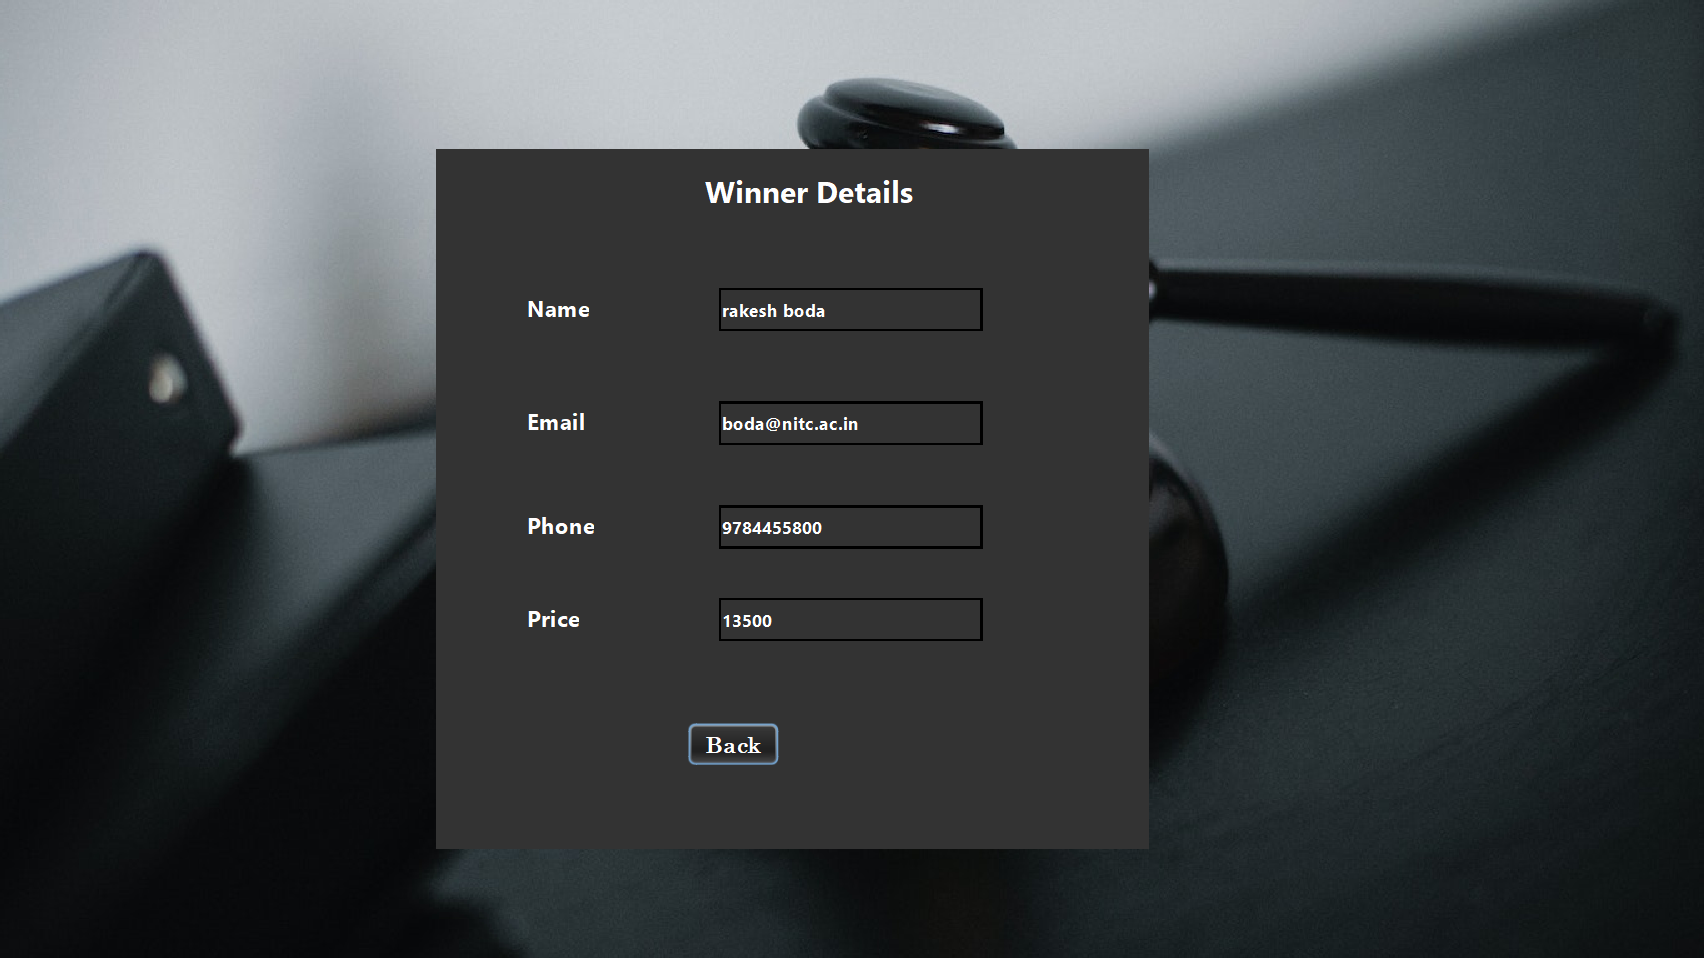 Winner Details
Name
rakesh boda
Email
boda@nitc.ac.in
Phone
9784455800
Price
13500
Back